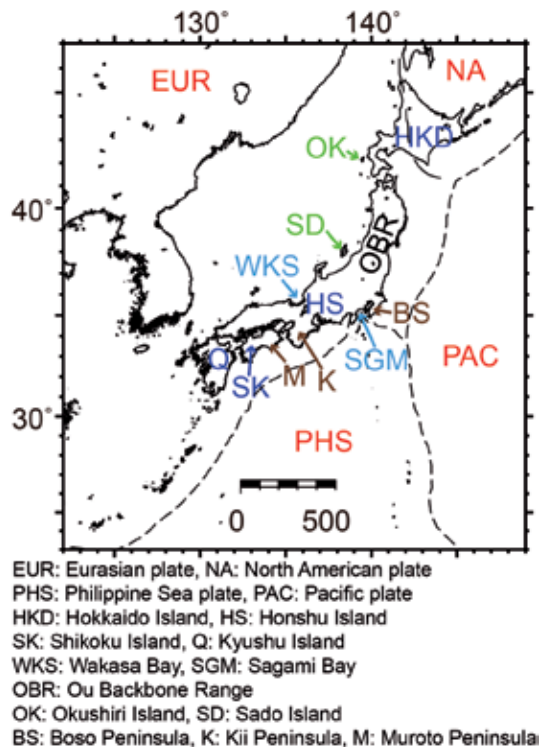 130° 140°
EUR
NA
OK
HKD
40°
SD
OBR
WKS
HS
BS
Q
SK
M
K
SGM
PAC
30°
PHS
0 500
EUR: Eurasian plate, NA: North American plate
PHS: Philippine Sea plate, PAC: Pacific plate
HKD: Hokkaido Island, HS: Honshu Island
SK: Shikoku Island, Q: Kyushu Island
WKS: Wakasa Bay, SGM: Sagami Bay
OBR: Ou Backbone Range
OK: Okushiri Island, SD: Sado Island
BS: Boso Peninsula, K: Kii Peninsula, M: Muroto Peninsula